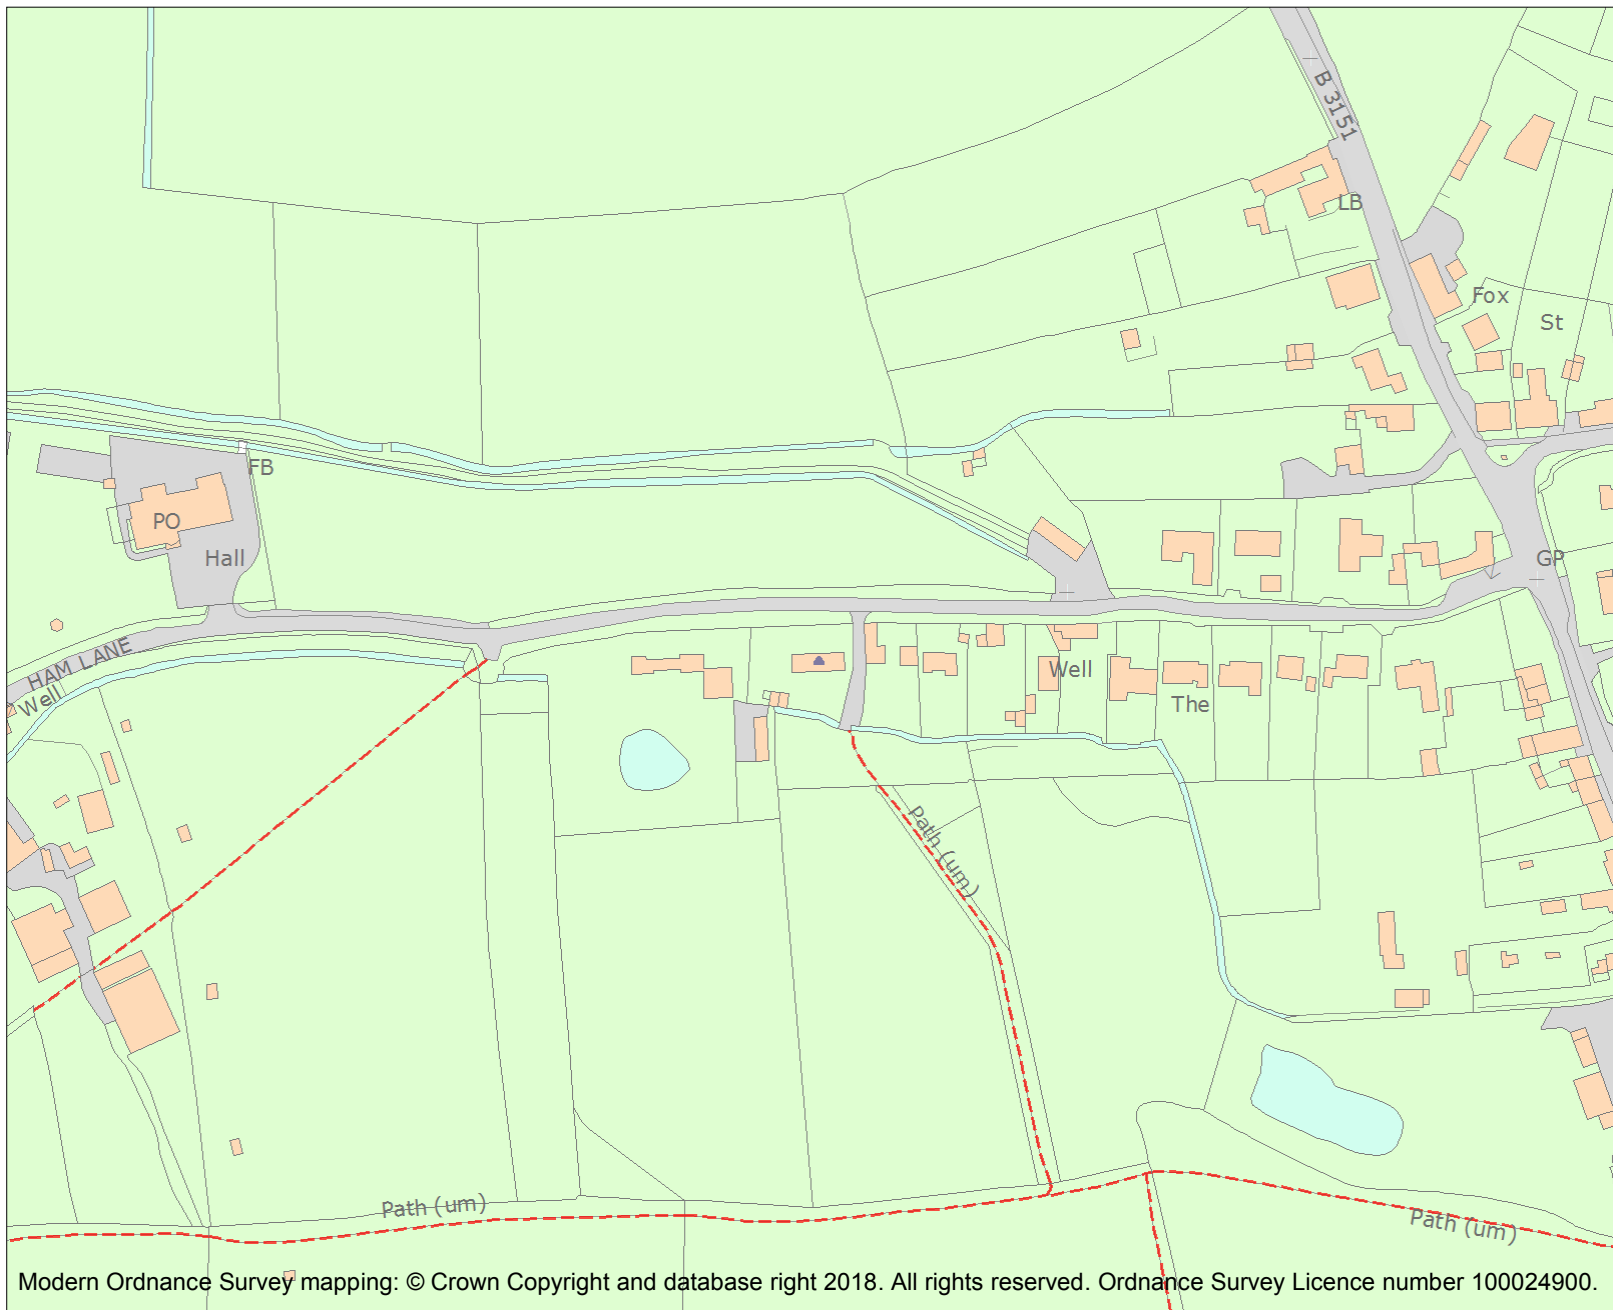 B 3151
LB
Fox
St
FB
PO
Hall
GP
HAM LANE
Well
Well
The
Path (um)
Path (um)
Path (um)
Modern Ordnance Survey mapping: © Crown Copyright and database right 2018. All rights reserved. Ordnance Survey Licence number 100024900.